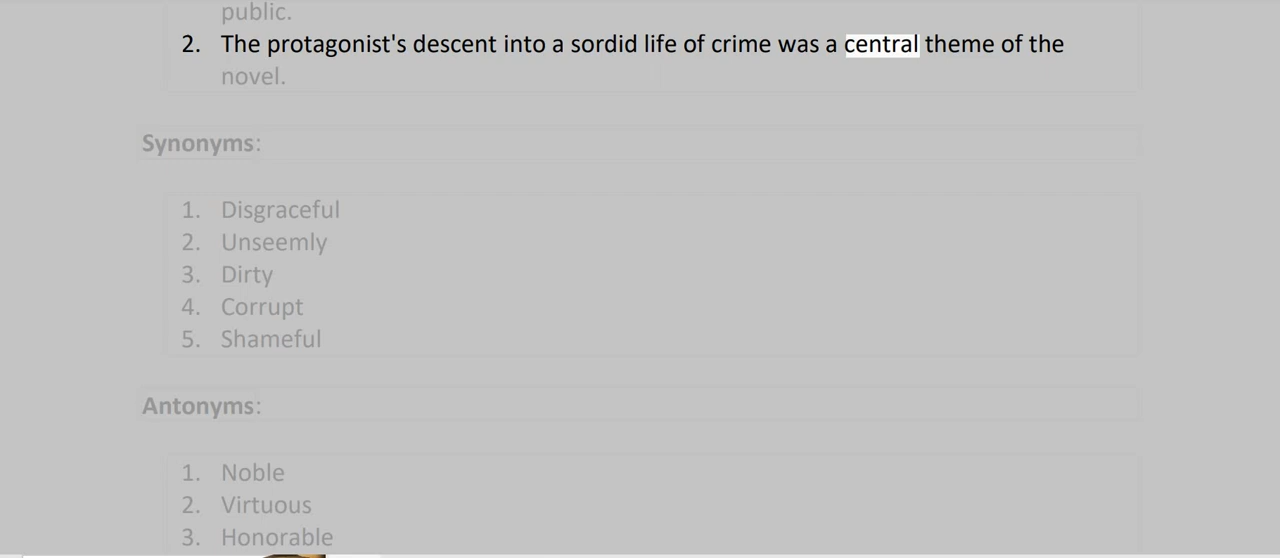 public.
2. The protagonist's descent into a sordid life of crime was a central theme of the
novel.
Synonyms:
1. Disgraceful
2. Unseemly
3. Dirty
4. Corrupt
5. Shameful
Antonyms:
1. Noble
2. Virtuous
3. Honorable